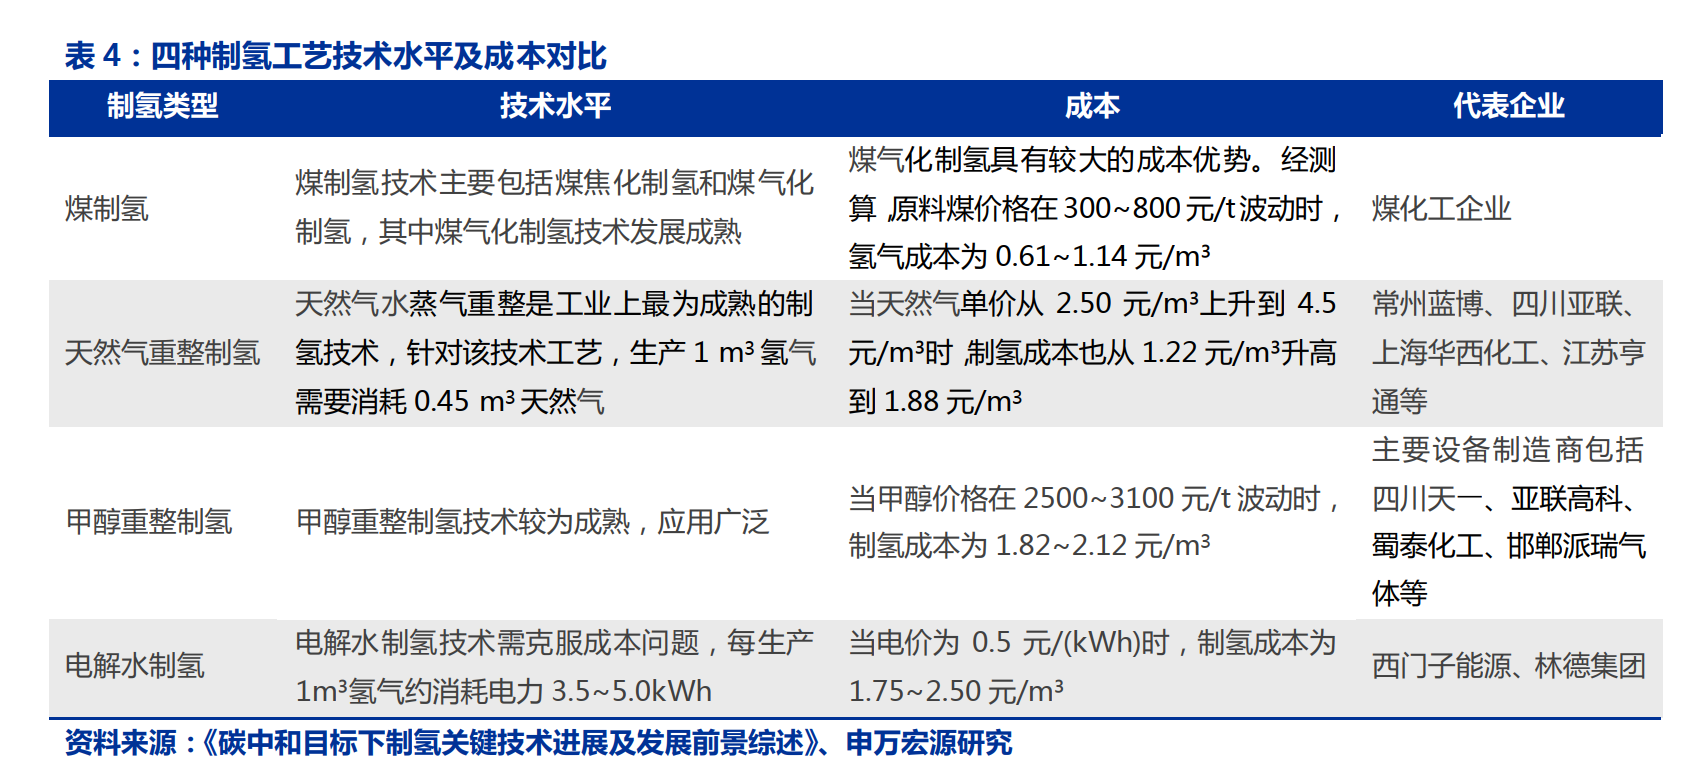 表 4：四种制氢工艺技术水平及成本对比
制氢类型 技术水平 成本 代表企业
煤制氢
煤制氢技术主要包括煤焦化制氢和煤气化
制氢，其中煤气化制氢技术发展成熟
煤气化制氢具有较大的成本优势。经测
算，原料煤价格在 300~800 元/t 波动时，
氢气成本为 0.61~1.14 元/m³
煤化工企业
天然气重整制氢
天然气水蒸气重整是工业上最为成熟的制
氢技术，针对该技术工艺，生产 1 m³ 氢气
需要消耗 0.45 m³ 天然气
当天然气单价从 2.50 元/m³上升到 4.5
元/m³时，制氢成本也从 1.22 元/m³升高
到 1.88 元/m³
常州蓝博、四川亚联、
上海华西化工、江苏亨
通等
甲醇重整制氢
甲醇重整制氢技术较为成熟，应用广泛
当甲醇价格在 2500~3100 元/t 波动时，
制氢成本为 1.82~2.12 元/m³
主要设备制造商包括
四川天一、亚联高科、
蜀泰化工、邯郸派瑞气
体等
电解水制氢
电解水制氢技术需克服成本问题，每生产
1m³氢气约消耗电力 3.5~5.0kWh
当电价为 0.5 元/(kWh)时，制氢成本为
1.75~2.50 元/m³
西门子能源、林德集团
资料来源：《碳中和目标下制氢关键技术进展及发展前景综述》、申万宏源研究